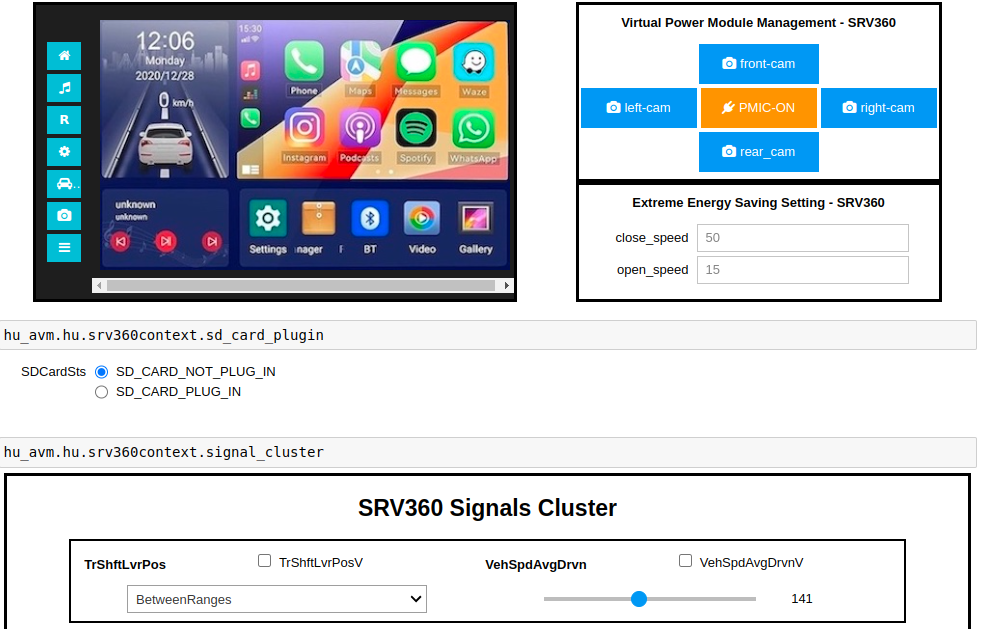 12:06
Monday
2020/12/28
0 km/h
15:30
Phone Maps Messages Waze
Instagram Podcasts Spotify WhatsApp
R
unknown
unknown
Settings nager F BT Video Gallery
Virtual Power Module Management - SRV360
front-cam
left-cam PMIC-ON right-cam
rear_cam
Extreme Energy Saving Setting - SRV360
close_speed 50
open_speed 15
hu_avm.hu.srv360context.sd_card_plugin
SDCardSts SD_CARD_NOT_PLUG_IN
SD_CARD_PLUG_IN
hu_avm.hu.srv360context.signal_cluster
SRV360 Signals Cluster
TrShftLvrPos TrShftLvrPosV VehSpdAvgDrvn VehSpdAvgDrvnV
BetweenRanges 141